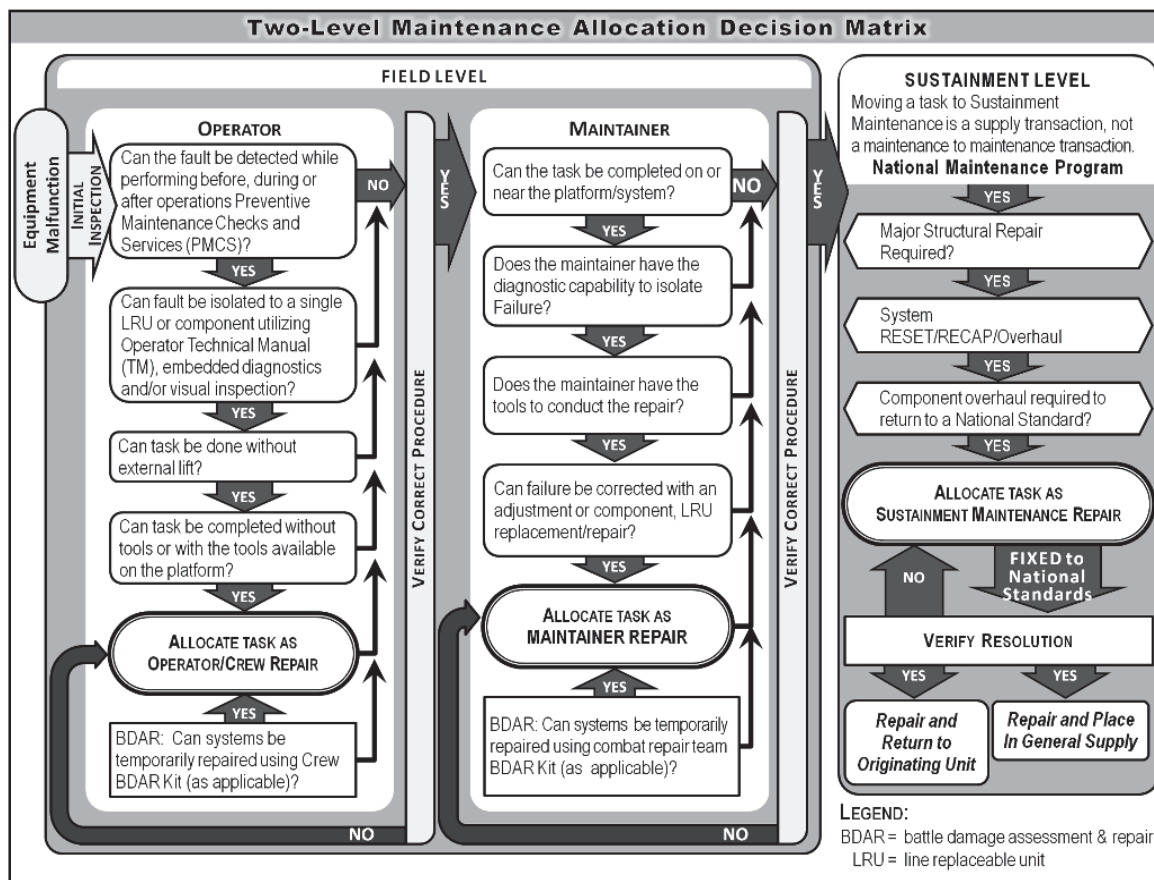 Two-Level Maintenance Allocation Decision Matrix
FIELD LEVEL
Equipment
Malfunction
INITIAL
INSPECTION
OPERATOR
Can the fault be detected while
performing before, during or
after operations Preventive
Maintenance Checks and
Services (PMCS)?
NO
YES
Can fault be isolated to a single
LRU or component utilizing
Operator Technical Manual
(TM), embedded diagnostics
and/or visual inspection?
YES
Can task be done without
external lift?
YES
Can task be completed without
tools or with the tools available
on the platform?
YES
ALLOCATE TASK AS
OPERATOR/CREW REPAIR
YES
BDAR: Can systems be
temporarily repaired using Crew
BDAR Kit (as applicable)?
NO
VERIFY CORRECT PROCEDURE
YES
MAINTAINER
Can the task be completed on or
near the platform/system?
NO
YES
Does the maintainer have the
diagnostic capability to isolate
Failure?
YES
Does the maintainer have the
tools to conduct the repair?
YES
Can failure be corrected with an
adjustment or component, LRU
replacement/repair?
YES
ALLOCATE TASK AS
MAINTAINER REPAIR
YES
BDAR: Can systems be temporarily
repaired using combat repair team
BDAR Kit (as applicable)?
NO
VERIFY CORRECT PROCEDURE
YES
SUSTAINMENT LEVEL
Moving a task to Sustainment
Maintenance is a supply transaction, not
a maintenance to maintenance transaction.
National Maintenance Program
YES
Major Structural Repair
Required?
YES
System
RESET/RECAP/Overhaul
YES
Component overhaul required to
return to a National Standard?
YES
ALLOCATE TASK AS
SUSTAINMENT MAINTENANCE REPAIR
NO
FIXED to
National
Standards
VERIFY RESOLUTION
YES
YES
Repair and
Return to
Originating Unit
Repair and Place
In General Supply
LEGEND:
BDAR = battle damage assessment & repair
LRU = line replaceable unit